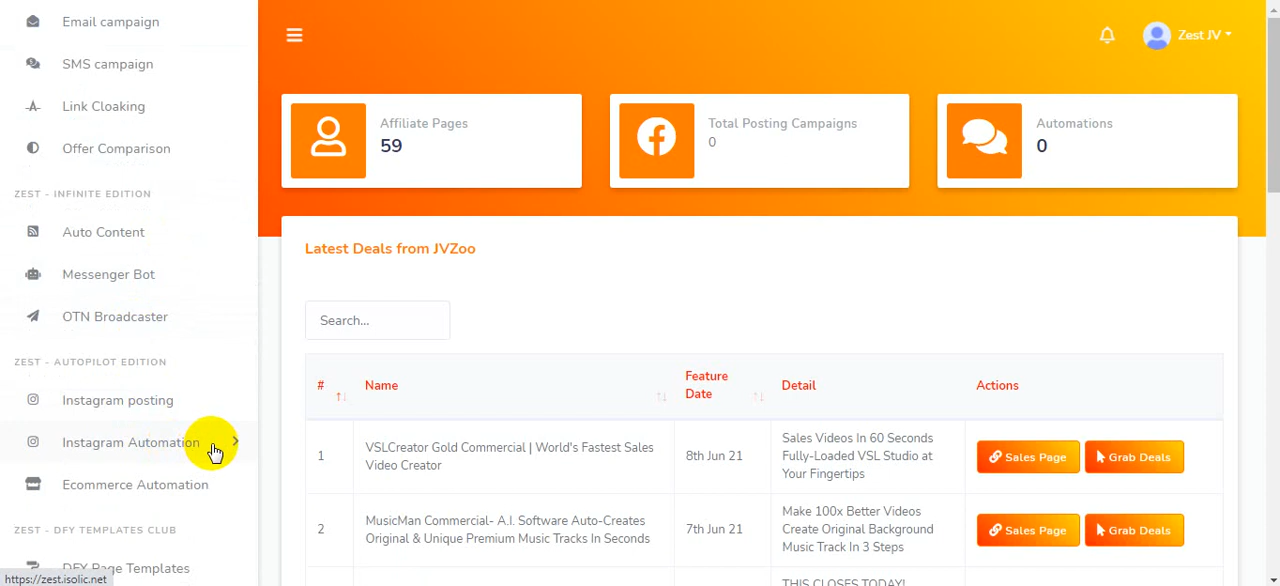 Email campaign
SMS campaign
Link Cloaking
Offer Comparison
ZEST - INFINITE EDITION
Auto Content
Messenger Bot
OTN Broadcaster
ZEST - AUTOPILOT EDITION
Instagram posting
Instagram Automation
Ecommerce Automation
ZEST - DFY TEMPLATES CLUB
DFY Page Templates
https://zest.isolic.net
Zest JV
Affiliate Pages
59
Total Posting Campaigns
0
Automations
0
Latest Deals from JVZoo
Search...
# Name Feature Date Detail Actions
1 VSLCreator Gold Commercial | World's Fastest Sales
Video Creator
8th Jun 21
Sales Videos In 60 Seconds
Fully-Loaded VSL Studio at
Your Fingertips
Sales Page Grab Deals
2 MusicMan Commercial- A.I. Software Auto-Creates
Original & Unique Premium Music Tracks In Seconds
7th Jun 21
Make 100x Better Videos
Create Original Background
Music Track In 3 Steps
Sales Page Grab Deals
THIS CLOSES TODAY!